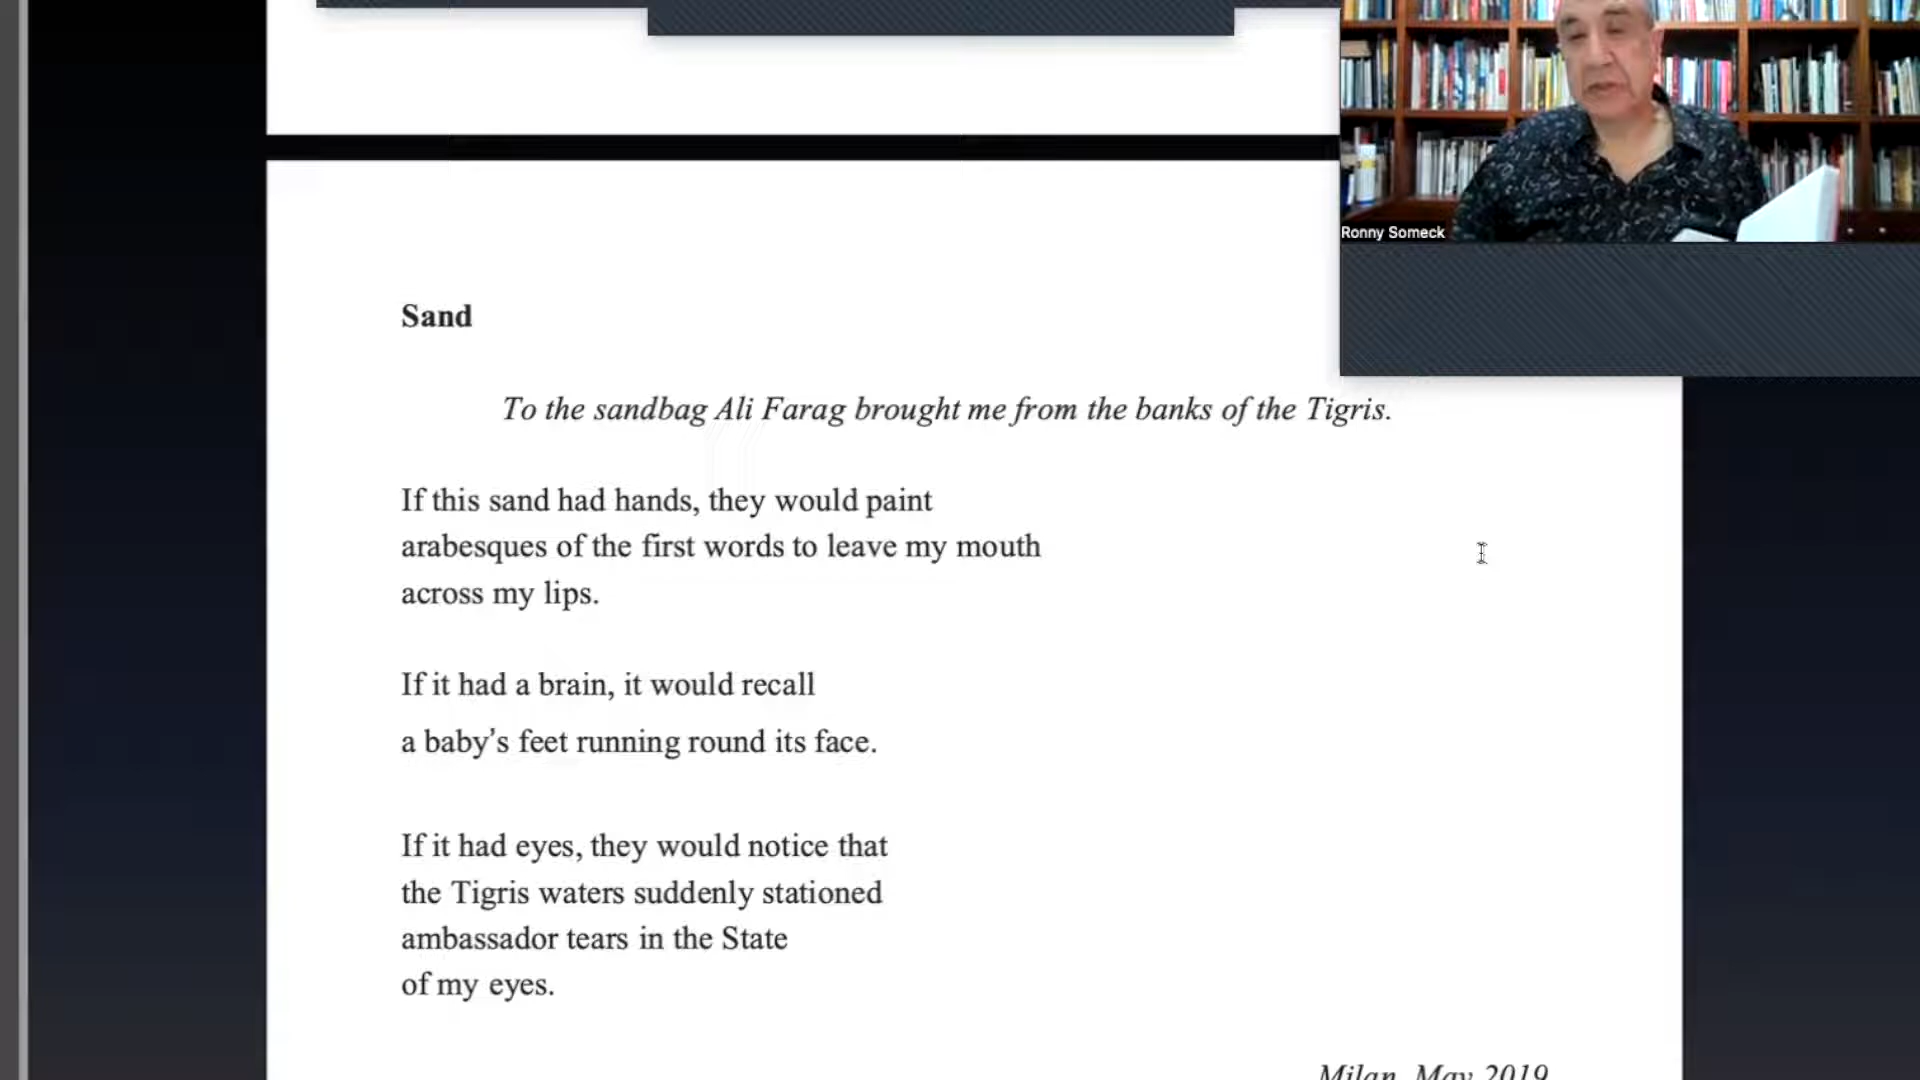 Ronny Someck
Sand
To the sandbag Ali Farag brought me from the banks of the Tigris.
If this sand had hands, they would paint
arabesques of the first words to leave my mouth
across my lips.
If it had a brain, it would recall
a baby’s feet running round its face.
If it had eyes, they would notice that
the Tigris waters suddenly stationed
ambassador tears in the State
of my eyes.
Milan, May 2019